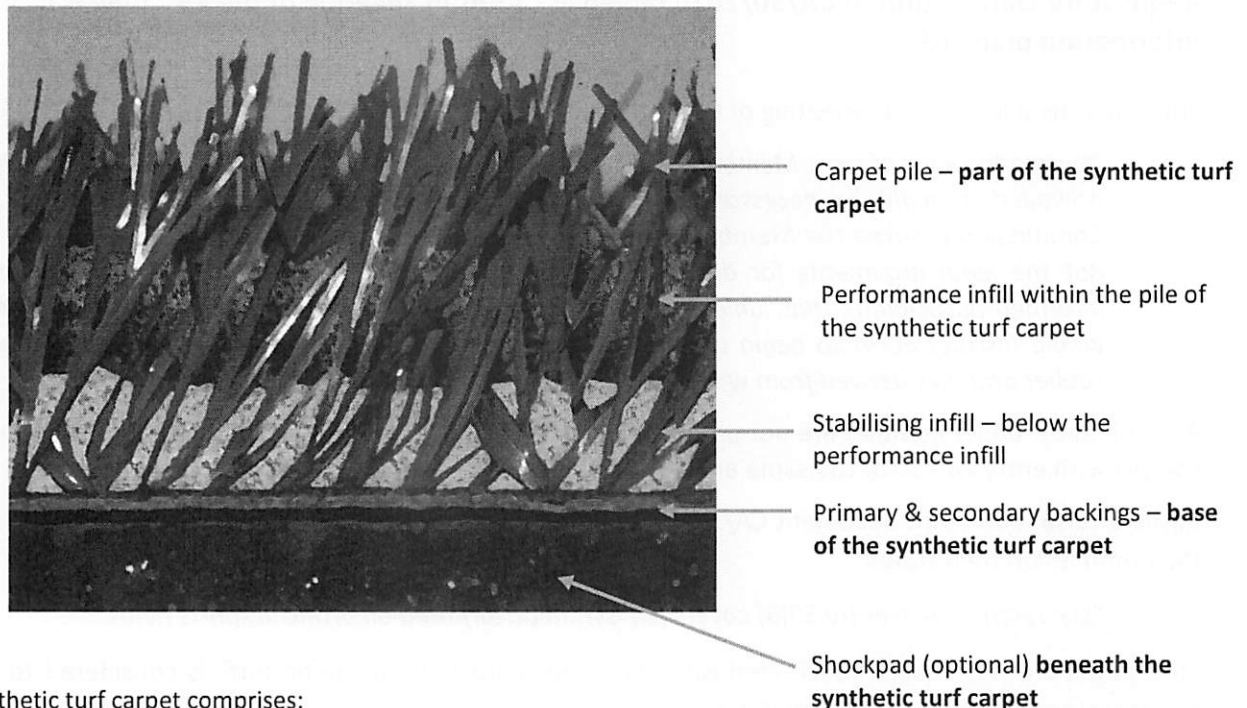 Carpet pile – part of the synthetic turf
carpet
Performance infill within the pile of
the synthetic turf carpet
Stabilising infill – below the
performance infill
Primary & secondary backings – base
of the synthetic turf carpet
Shockpad (optional) beneath the
synthetic turf carpet
thetic turf carpet comprises: